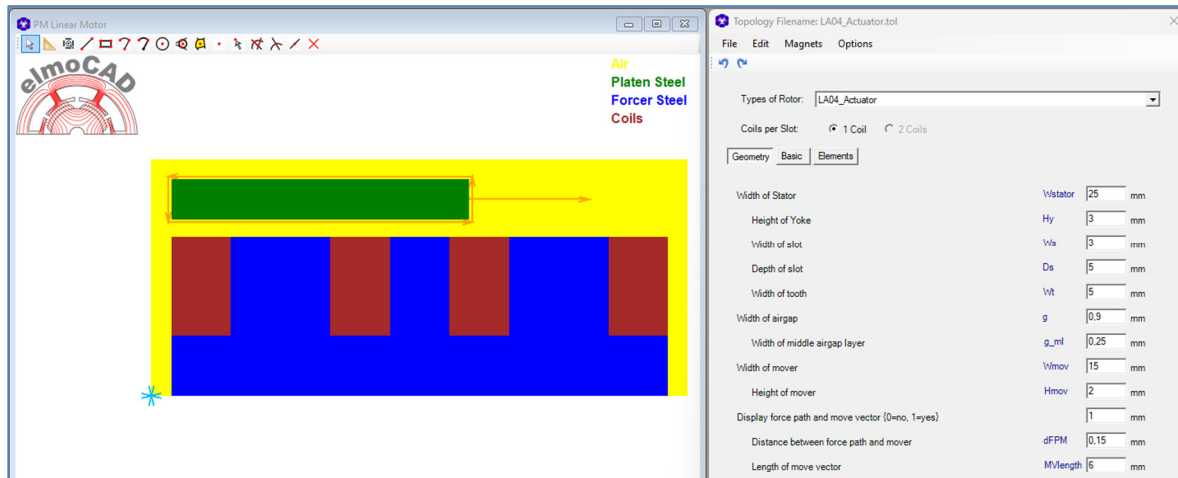 PM Linear Motor
elmoCAD
Air
Platen Steel
Forcer Steel
Coils
Topology Filename: LA04_Actuator.tol
File Edit Magnets Options
Types of Rotor: LA04_Actuator
Coils per Slot: 1 Coil 2 Coils
Geometry Basic Elements
Width of Stator Wstator 25 mm
Height of Yoke Hy 3 mm
Width of slot Ws 3 mm
Depth of slot Ds 5 mm
Width of tooth Wt 5 mm
Width of airgap g 0,9 mm
Width of middle airgap layer g_ml 0,25 mm
Width of mover Wmov 15 mm
Height of mover Hmov 2 mm
Display force path and move vector {0=no, 1=yes} 1 mm
Distance between force path and mover dFPM 0,15 mm
Length of move vector MVlength 6 mm